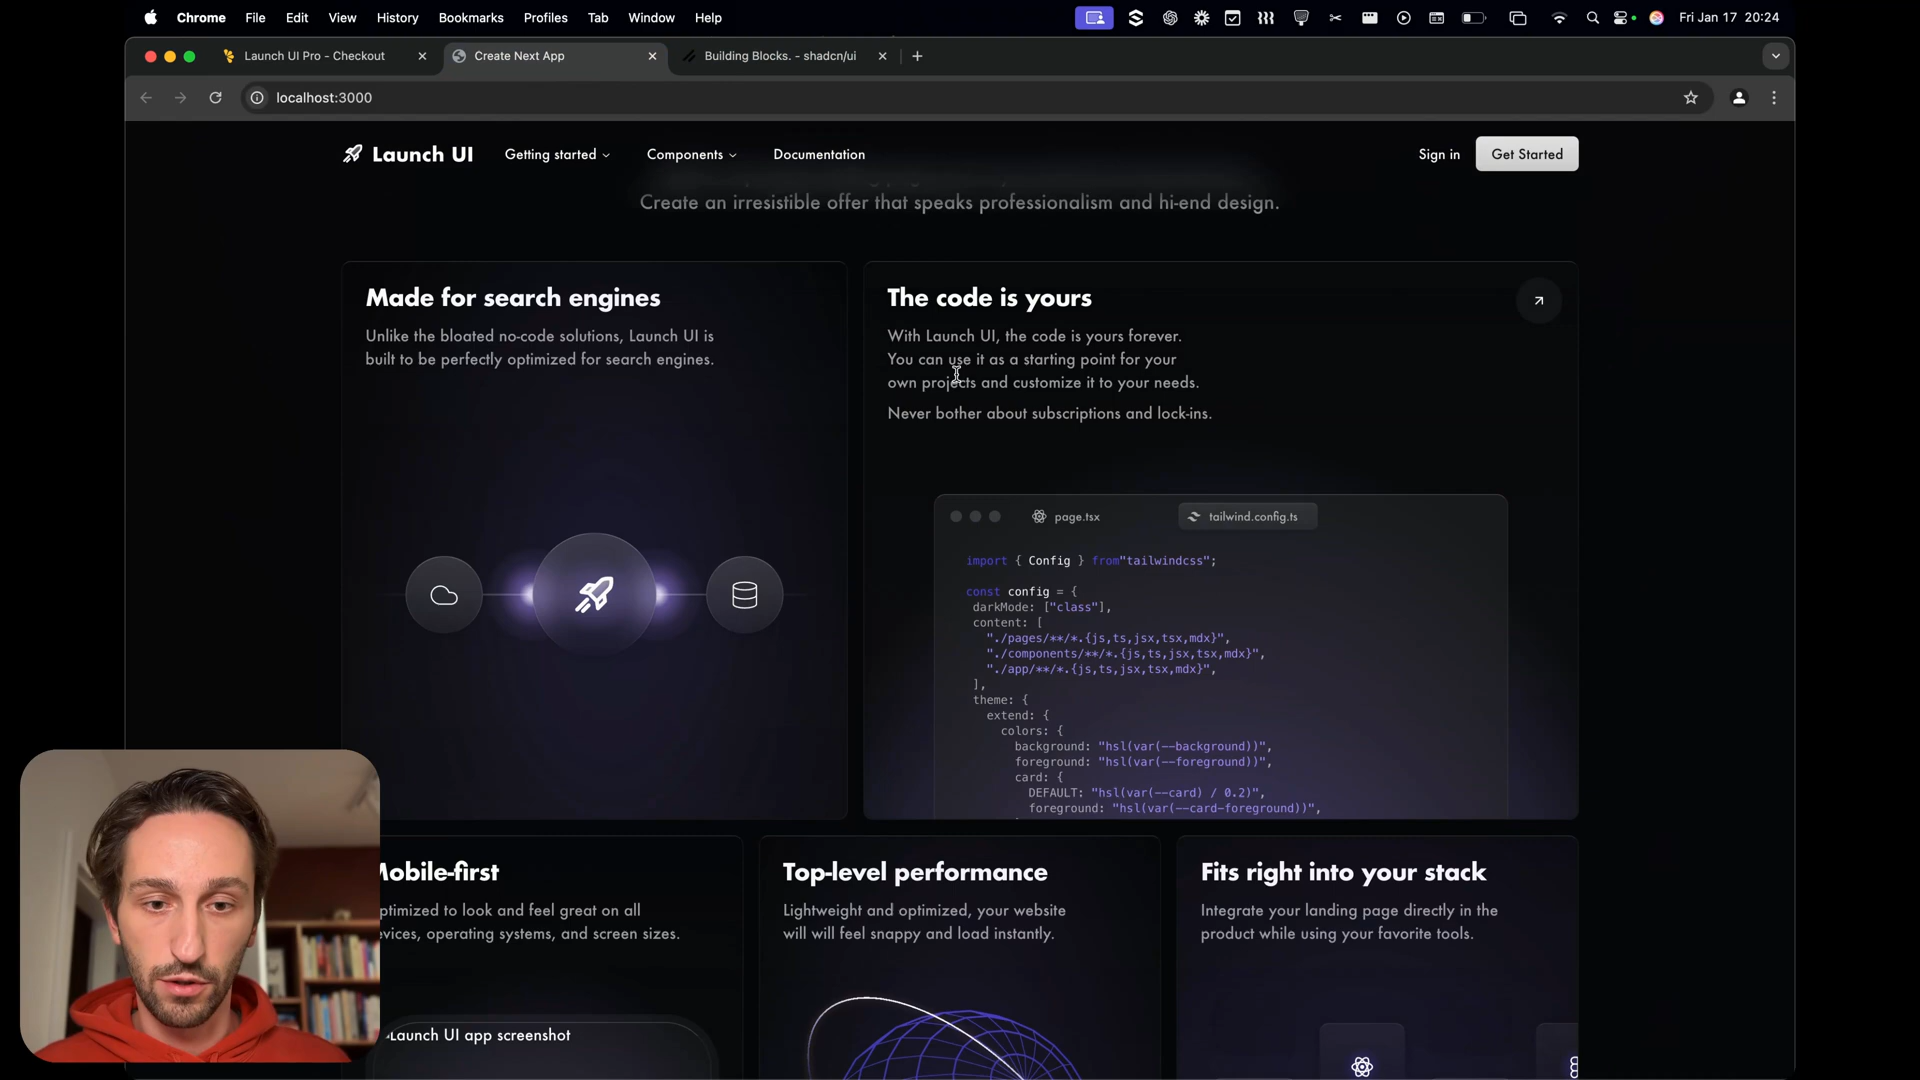 Chrome File Edit View History Bookmarks Profiles Tab Window Help Fri Jan 17 20:24
Launch UI Pro - Checkout Create Next App Building Blocks. - shadcn/ui
localhost:3000
Launch UI Getting started Components Documentation Sign in Get Started
Create an irresistible offer that speaks professionalism and hi-end design.
Made for search engines
Unlike the bloated no-code solutions, Launch UI is
built to be perfectly optimized for search engines.
The code is yours
With Launch UI, the code is yours forever.
You can use it as a starting point for your
own projects and customize it to your needs.
Never bother about subscriptions and lock-ins.
page.tsx tailwind.config.ts
import { Config } from"tailwindcss";
const config = {
darkMode: ["class"],
content: [
"./pages/**/*.{js,ts,jsx,tsx,mdx}",
"./components/**/*.{js,ts,jsx,tsx,mdx}",
"./app/**/*.{js,ts,jsx,tsx,mdx}",
],
theme: {
extend: {
colors: {
background: "hsl(var(--background))",
foreground: "hsl(var(--foreground))",
card: {
DEFAULT: "hsl(var(--card) / 0.2)",
foreground: "hsl(var(--card-foreground))",
Mobile-first
ptimized to look and feel great on all
evices, operating systems, and screen sizes.
Launch UI app screenshot
Top-level performance
Lightweight and optimized, your website
will will feel snappy and load instantly.
Fits right into your stack
Integrate your landing page directly in the
product while using your favorite tools.